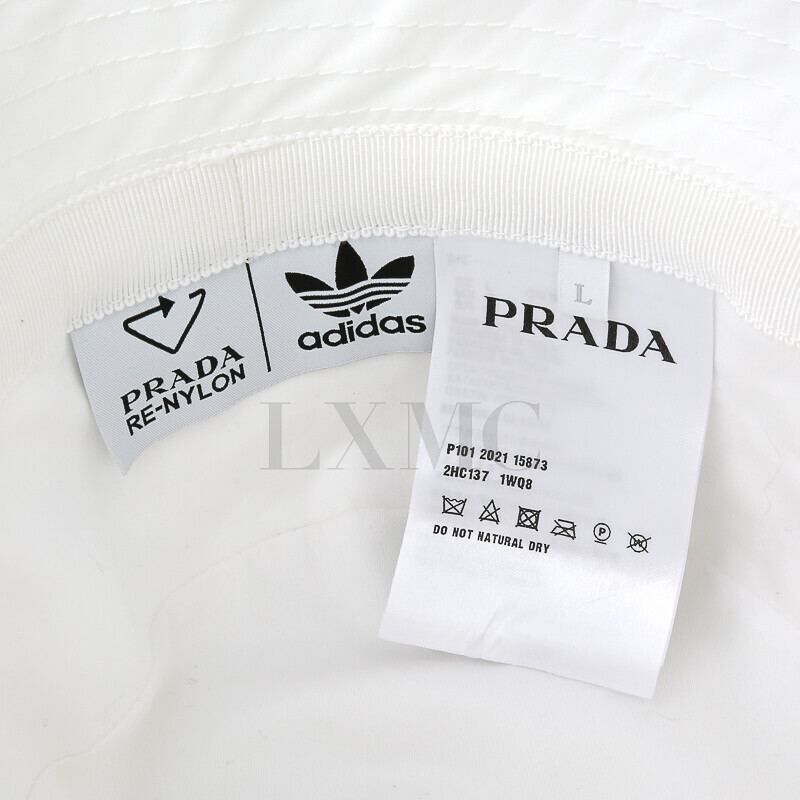 PRADA
RE-NYLON
adidas
L
PRADA
LXMC
P101 2021 15873
2HC137 1WQ8
DO NOT NATURAL DRY